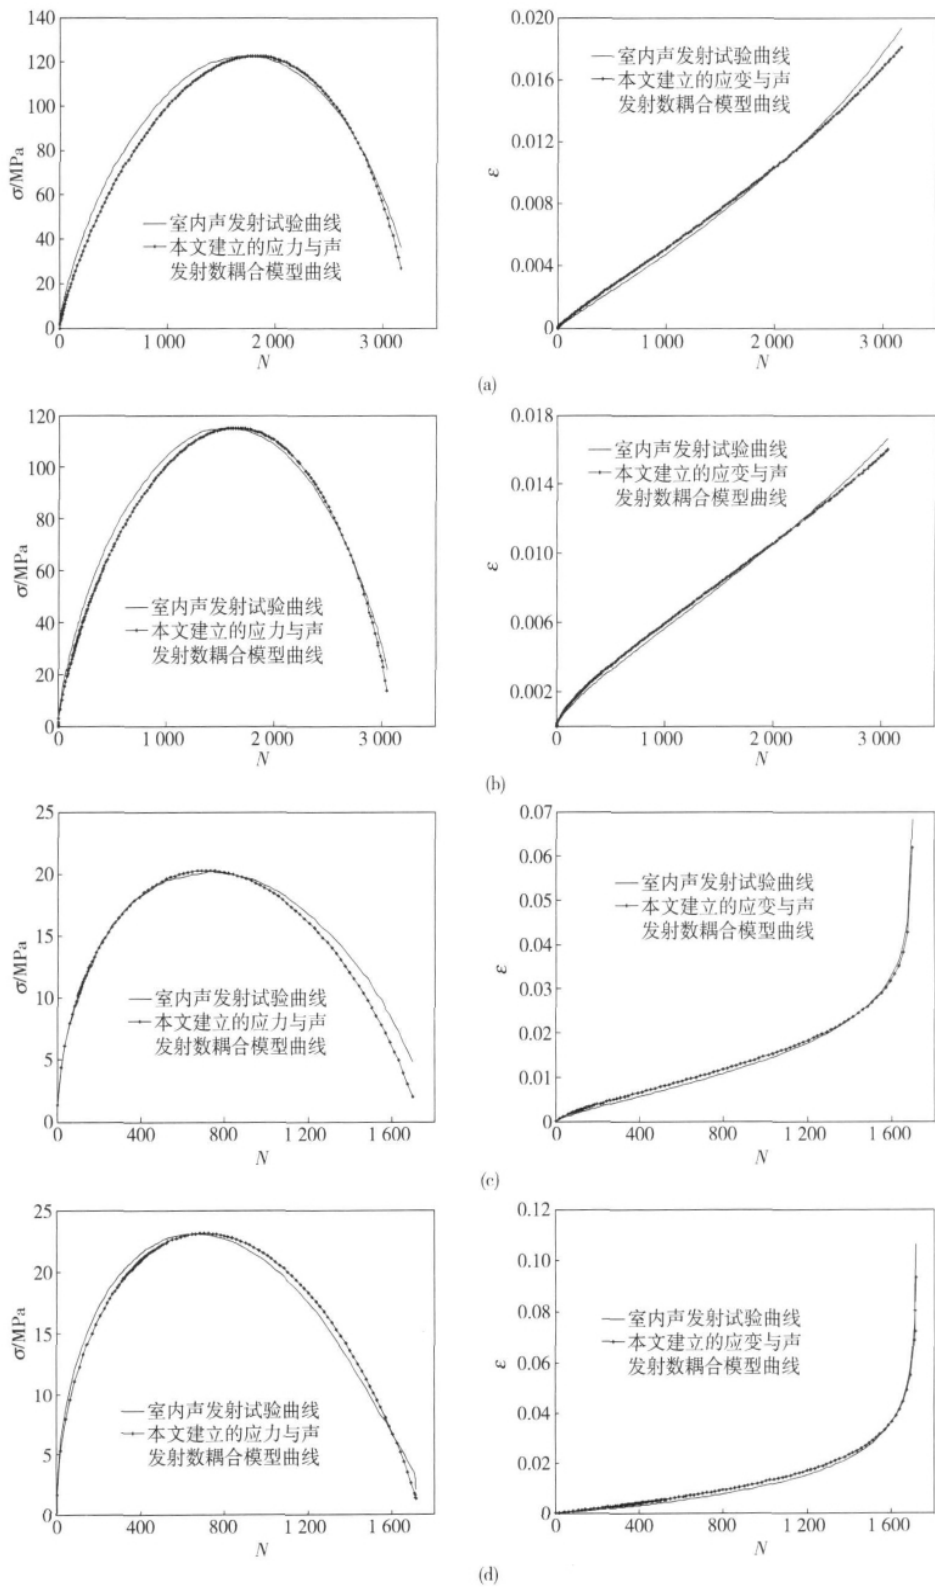 140
120
100
80
60
40
20
0
σ/MPa
室内声发射试验曲线
本文建立的应力与声
发射数耦合模型曲线
0
1 000
2 000
3 000
N
0.020
0.016
0.012
0.008
0.004
0
ε
室内声发射试验曲线
本文建立的应变与声
发射数耦合模型曲线
0
1 000
2 000
3 000
N
(a)
120
100
80
60
40
20
0
σ/MPa
室内声发射试验曲线
本文建立的应力与声
发射数耦合模型曲线
0
1 000
2 000
3 000
N
0.018
0.014
0.010
0.006
0.002
ε
室内声发射试验曲线
本文建立的应变与声
发射数耦合模型曲线
0
1 000
2 000
3 000
N
(b)
25
20
15
10
5
0
σ/MPa
室内声发射试验曲线
本文建立的应力与声
发射数耦合模型曲线
0
400
800
1 200
1 600
N
0.07
0.06
0.05
0.04
0.03
0.02
0.01
0
ε
室内声发射试验曲线
本文建立的应变与声
发射数耦合模型曲线
0
400
800
1 200
1 600
N
(c)
25
22
23
23
5
0
σ/MPa
室内声发射试验曲线
本文建立的应力与声
发射数耦合模型曲线
0
400
800
1 200
1 600
N
0.12
0.10
0.08
0.06
0.04
0.02
0
ε
室内声发射试验曲线
本文建立的应变与声
发射数耦合模型曲线
0
400
800
1 200
1 600
N
(d)